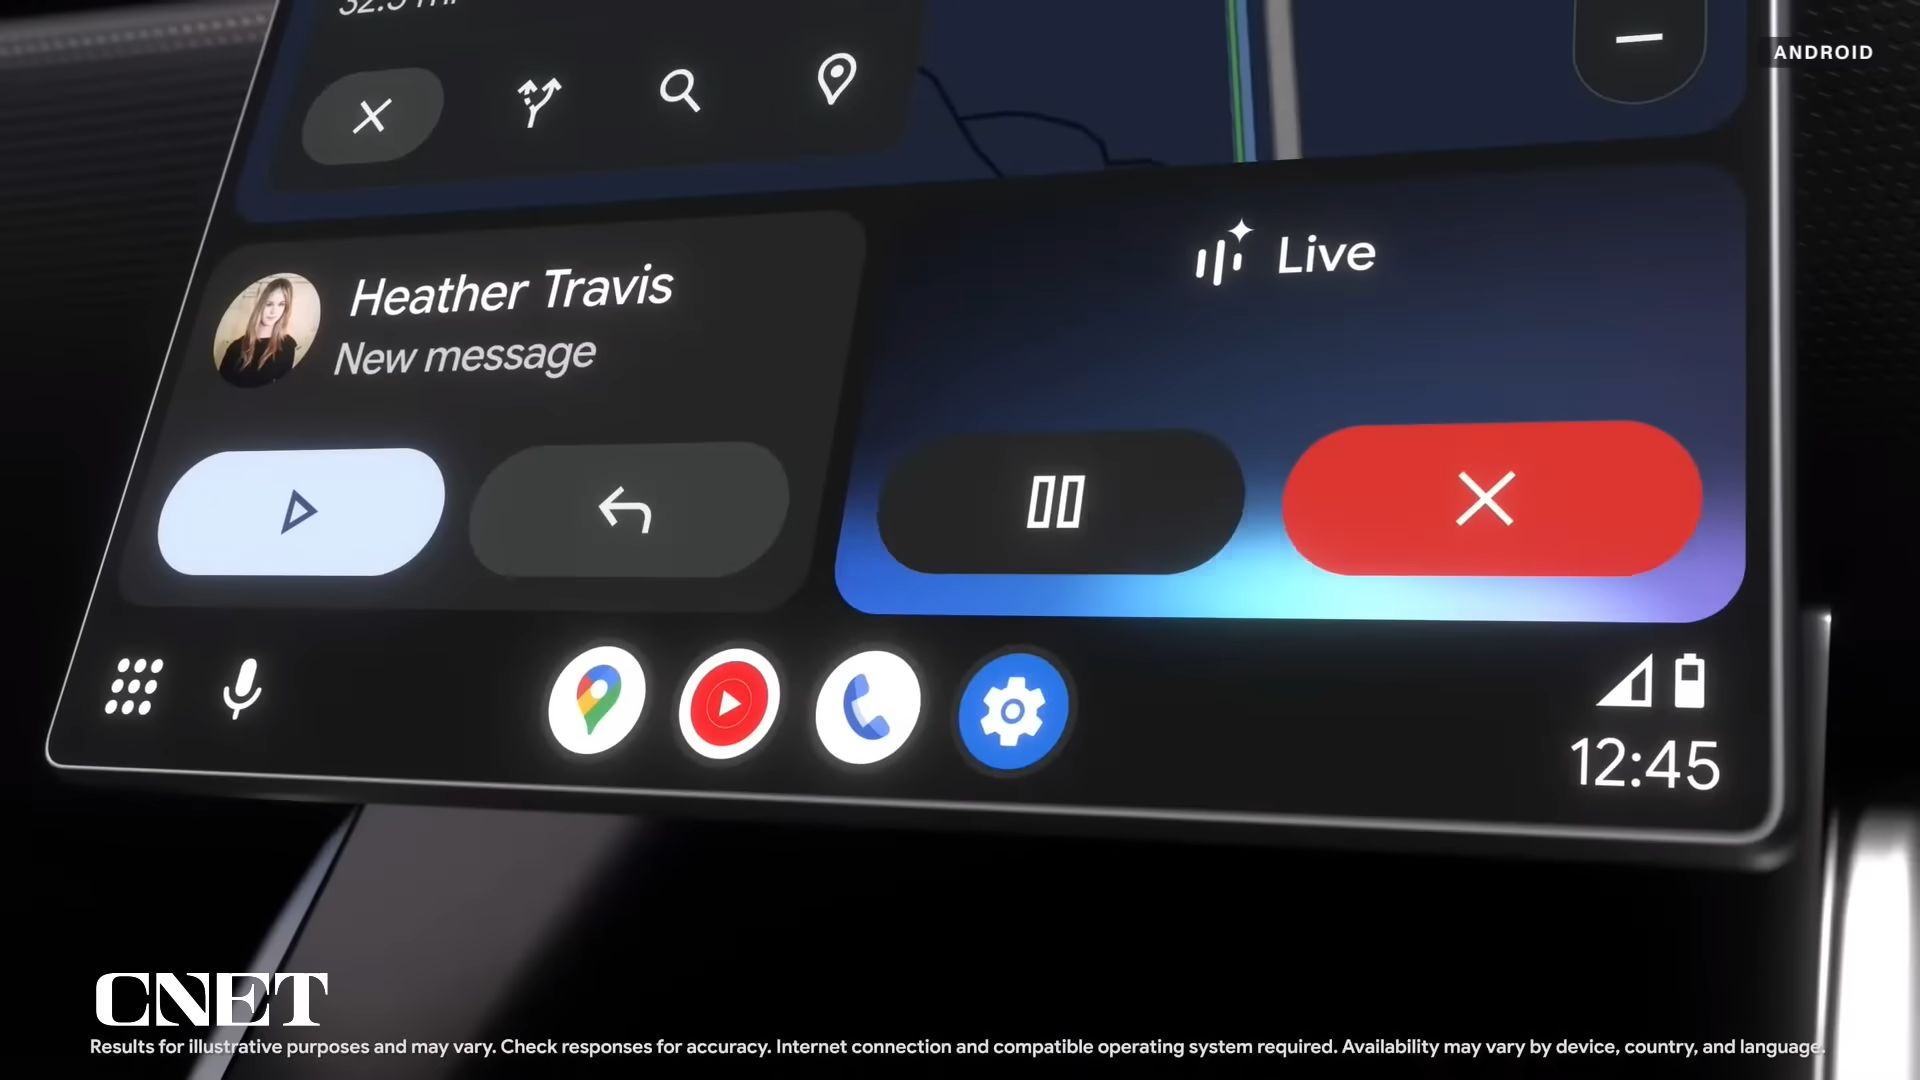 ANDROID
Live
Heather Travis
New message
12:45
CNET
Results for illustrative purposes and may vary. Check responses for accuracy. Internet connection and compatible operating system required. Availability may vary by device, country, and language.